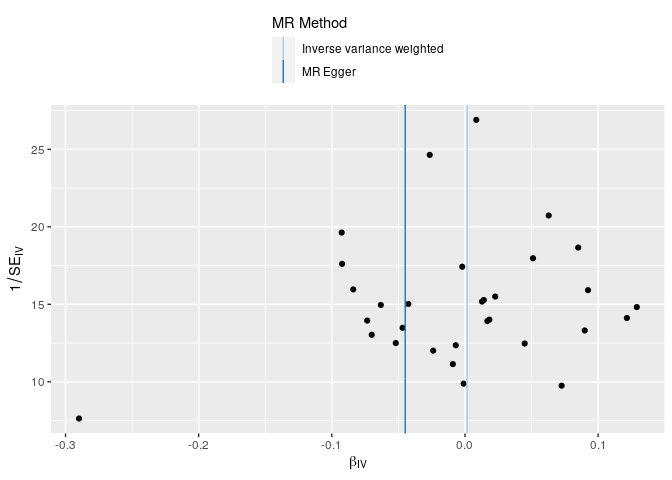 MR Method
Inverse variance weighted
MR Egger
25
20
15
10
1/SE_IV
-0.3
-0.2
-0.1
0.0
0.1
β_IV